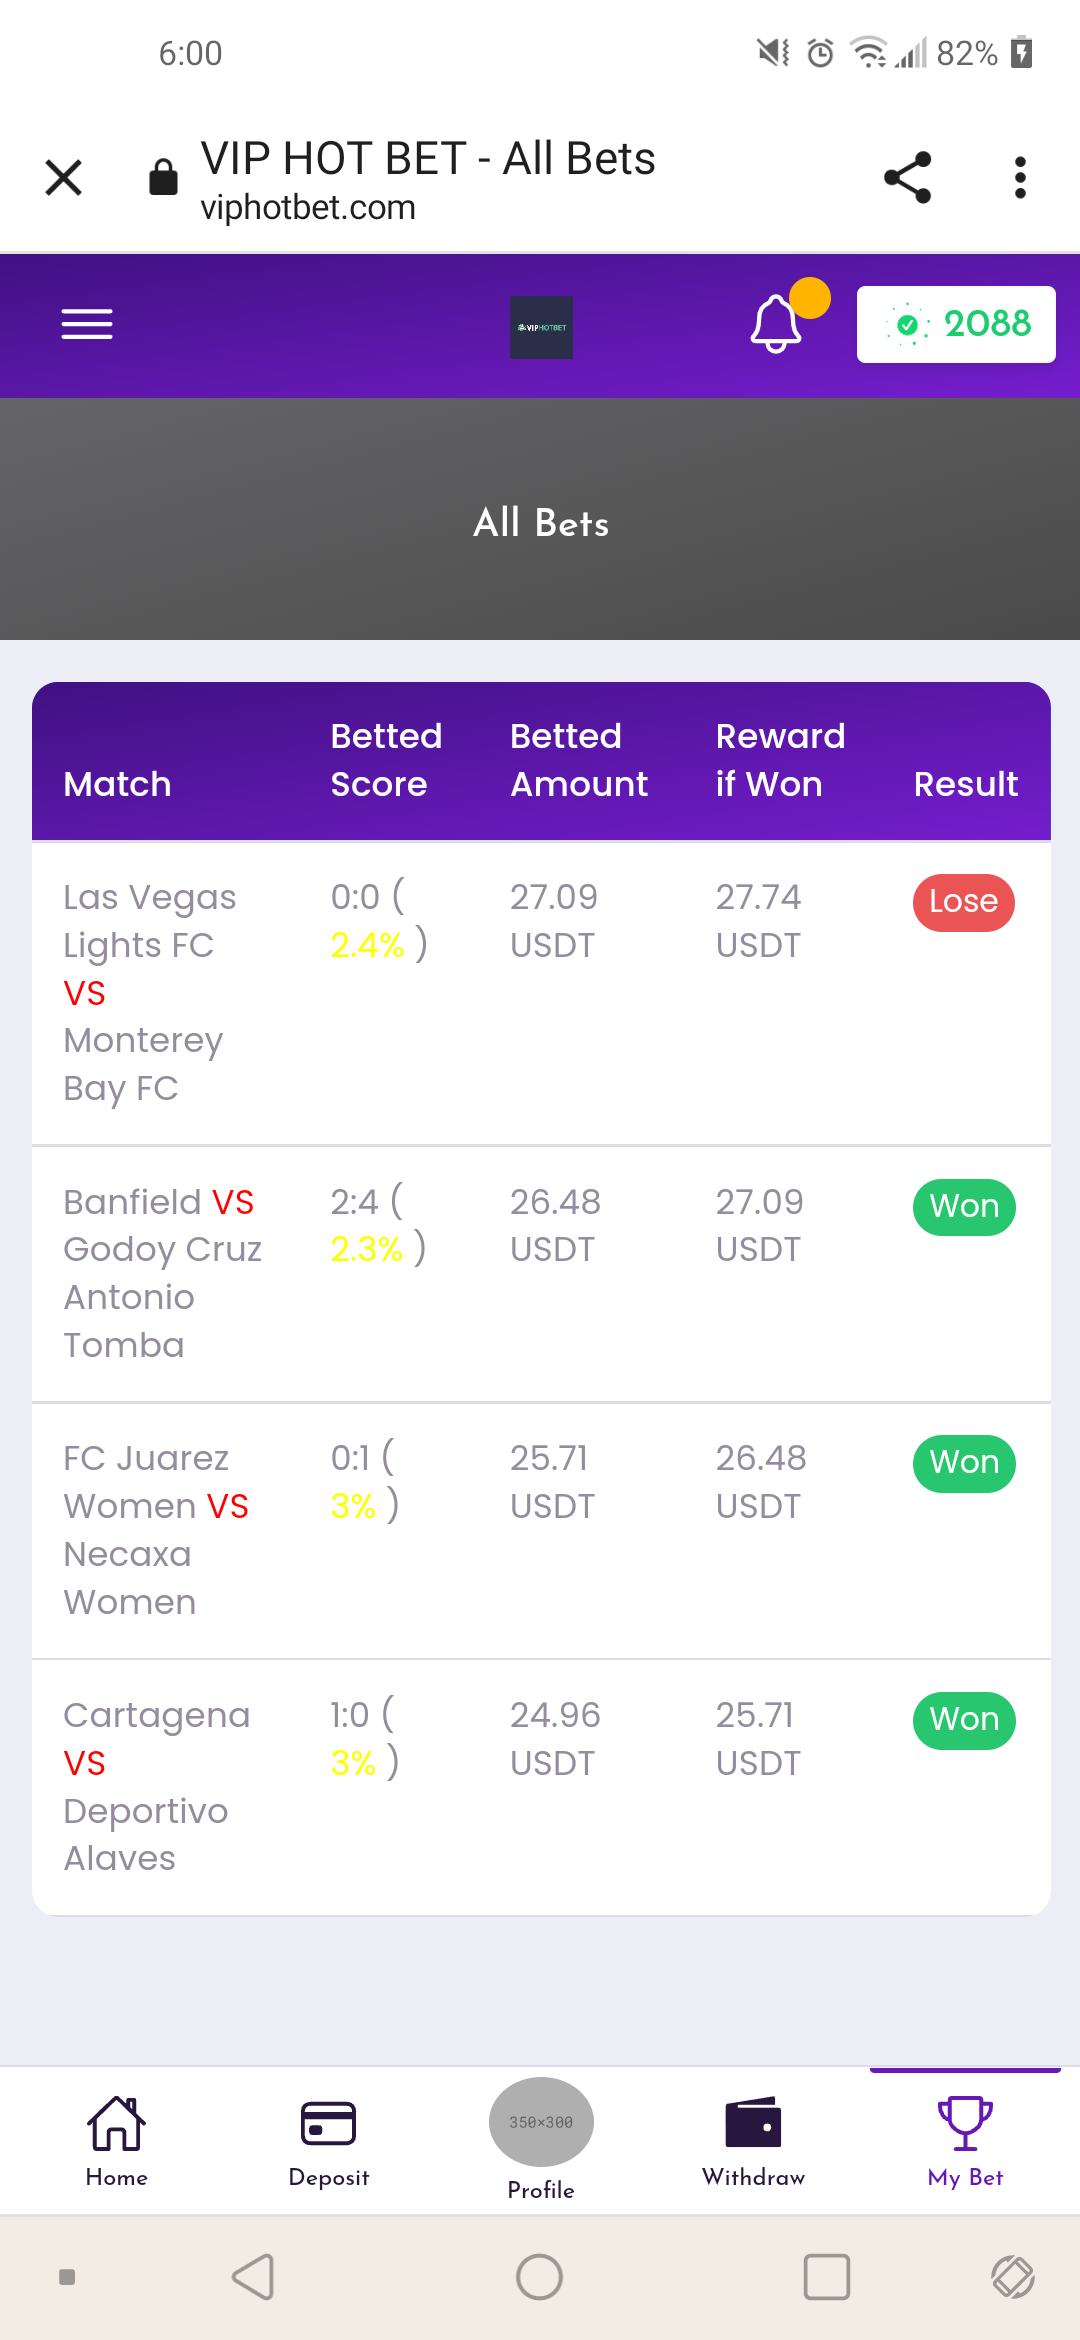 6:00
82%
VIP HOT BET - All Bets
viphotbet.com
VIPHOTBET
2088
All Bets
Match
Betted Score
Betted Amount
Reward if Won
Result
Las Vegas
Lights FC
VS
Monterey
Bay FC
0:0 (
2.4% )
27.09
USDT
27.74
USDT
Lose
Banfield VS
Godoy Cruz
Antonio
Tomba
2:4 (
2.3% )
26.48
USDT
27.09
USDT
Won
FC Juarez
Women VS
Necaxa
Women
0:1 (
3% )
25.71
USDT
26.48
USDT
Won
Cartagena
VS
Deportivo
Alaves
1:0 (
3% )
24.96
USDT
25.71
USDT
Won
Home
Deposit
350×300
Profile
Withdraw
My Bet